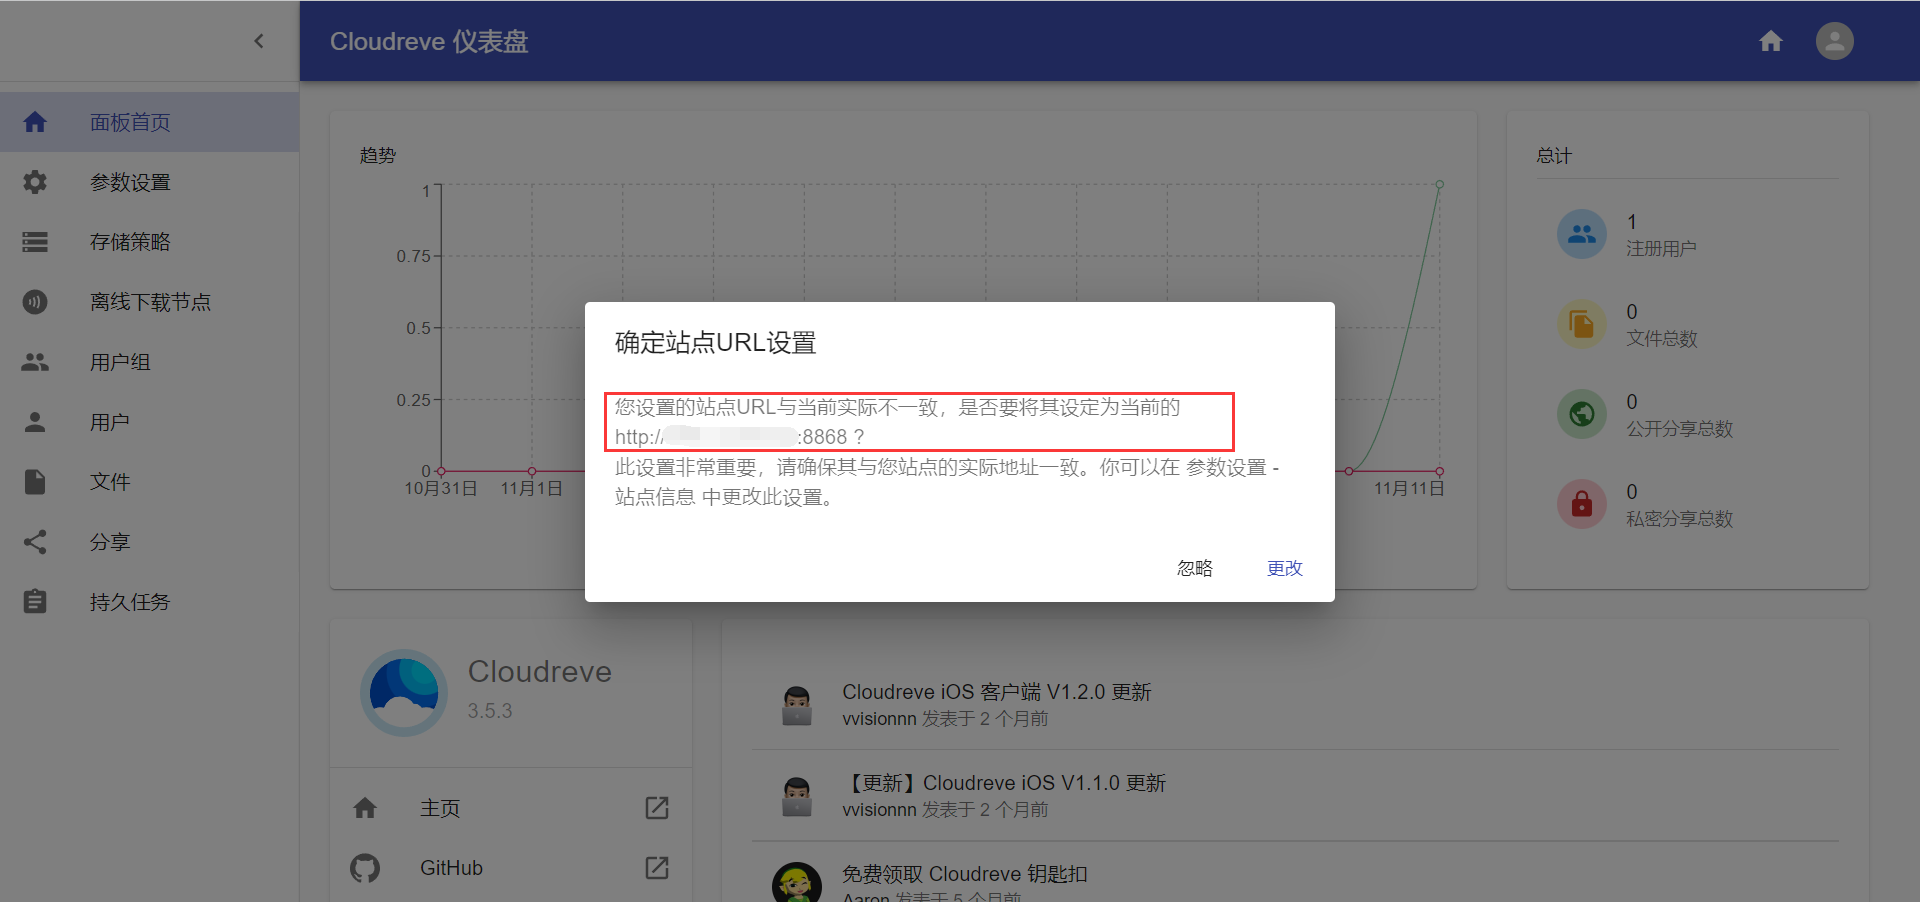 Cloudreve 仪表盘
面板首页
参数设置
存储策略
离线下载节点
用户组
用户
文件
分享
持久任务
趋势
1
0.75
0.5
0.25
0
10月31日
11月1日
11月11日
总计
1
注册用户
0
文件总数
0
公开分享总数
0
私密分享总数
确定站点URL设置
您设置的站点URL与当前实际不一致，是否要将其设定为当前的
http://:8868 ?
此设置非常重要，请确保其与您站点的实际地址一致。你可以在 参数设置 -
站点信息 中更改此设置。
忽略
更改
Cloudreve
3.5.3
主页
GitHub
Cloudreve iOS 客户端 V1.2.0 更新
vvisionnn 发表于 2 个月前
【更新】Cloudreve iOS V1.1.0 更新
vvisionnn 发表于 2 个月前
免费领取 Cloudreve 钥匙扣
Aaron 发表于 5 个月前